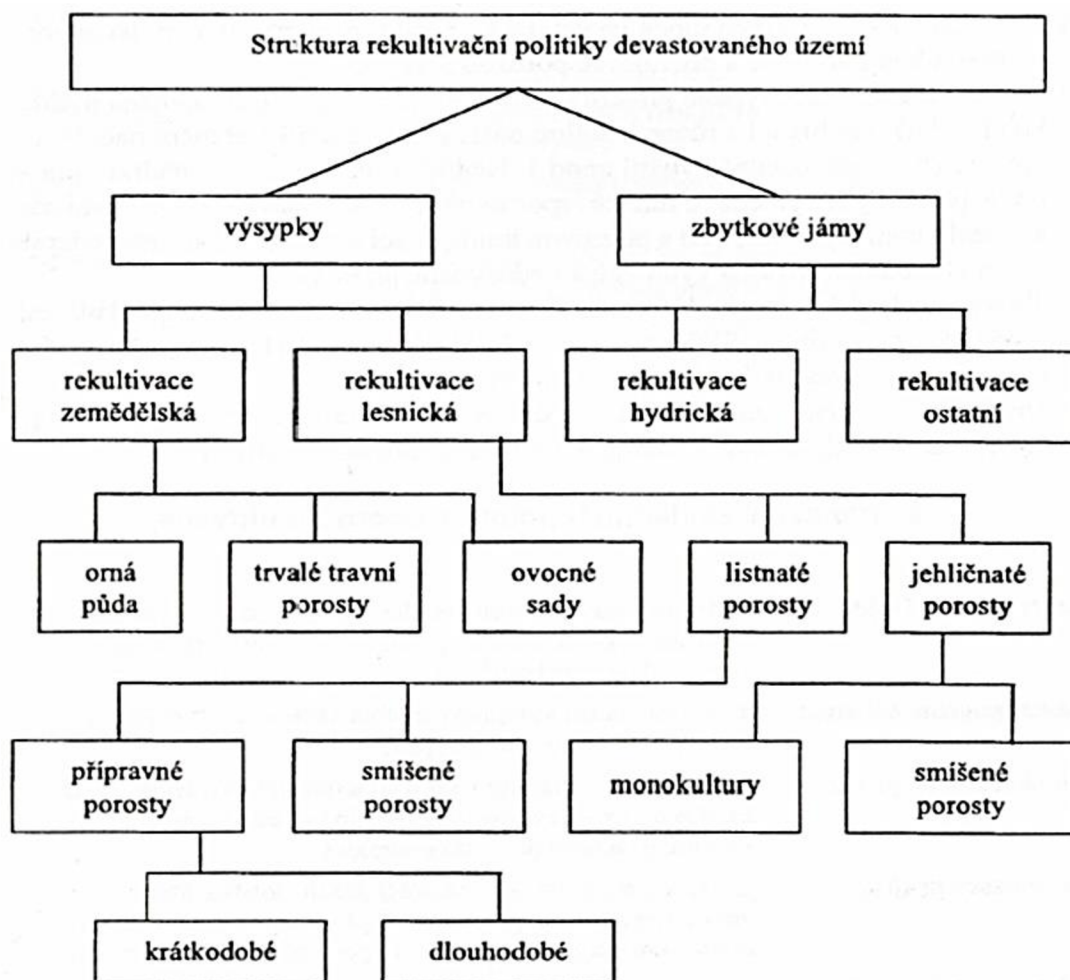 Struktura rekultivační politiky devastovaného území
výsypky
zbytkové jámy
rekultivace
zemědělská
rekultivace
lesnická
rekultivace
hydrická
rekultivace
ostatní
orná
půda
trvalé travní
porosty
ovocné
sady
listnaté
porosty
jehličnaté
porosty
přípravné
porosty
smíšené
porosty
monokultury
smíšené
porosty
krátkodobé
dlouhodobé